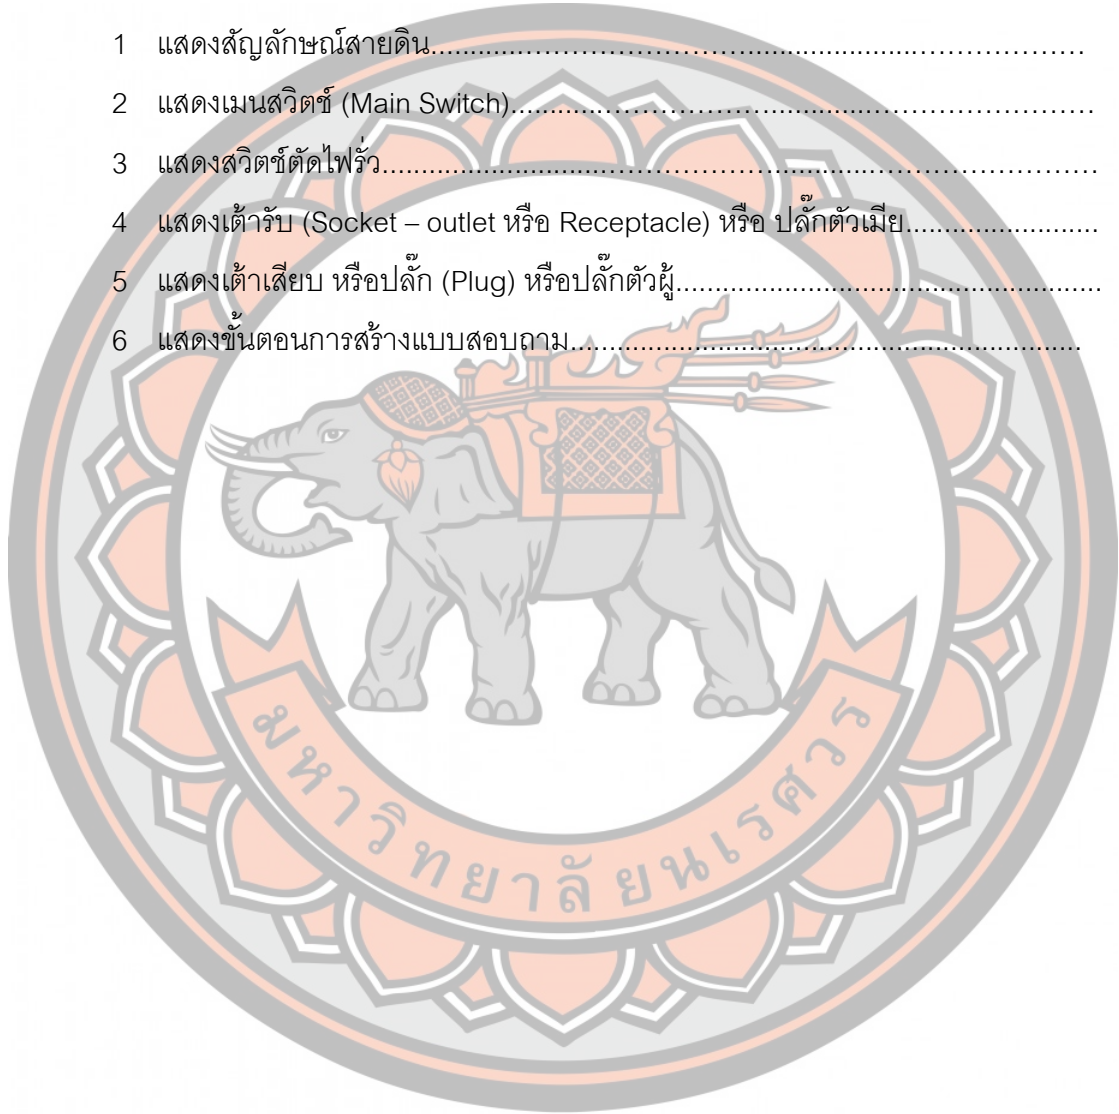 1 แสดงสัญลักษณ์สายดิน........................................................................
2 แสดงเมนสวิตช์ (Main Switch)........................................................................
3 แสดงสวิตช์ตัดไฟรั่ว........................................................................
4 แสดงเต้ารับ (Socket – outlet หรือ Receptacle) หรือ ปลั๊กตัวเมีย.........................
5 แสดงเต้าเสียบ หรือปลั๊ก (Plug) หรือปลั๊กตัวผู้......................................................
6 แสดงขั้นตอนการสร้างแบบสอบถาม.................................................................
มหาวิทยาลัยนเรศวร